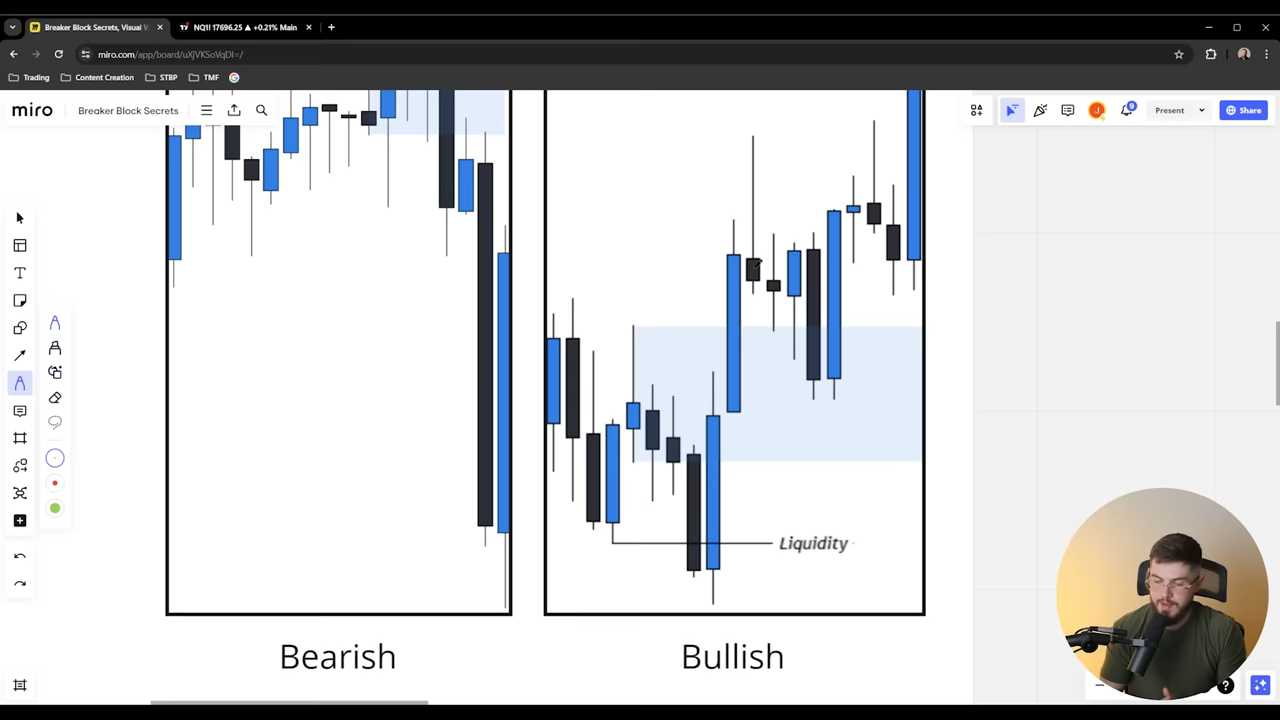 Breaker Block Secrets, Visual V
NQ1! 17696.25 ▲ +0.21% Main
miro.com/app/board/uXjVKSoVqDI=/
Trading
Content Creation
STBP
TMF
miro
Breaker Block Secrets
Present
Share
Liquidity
Bearish
Bullish